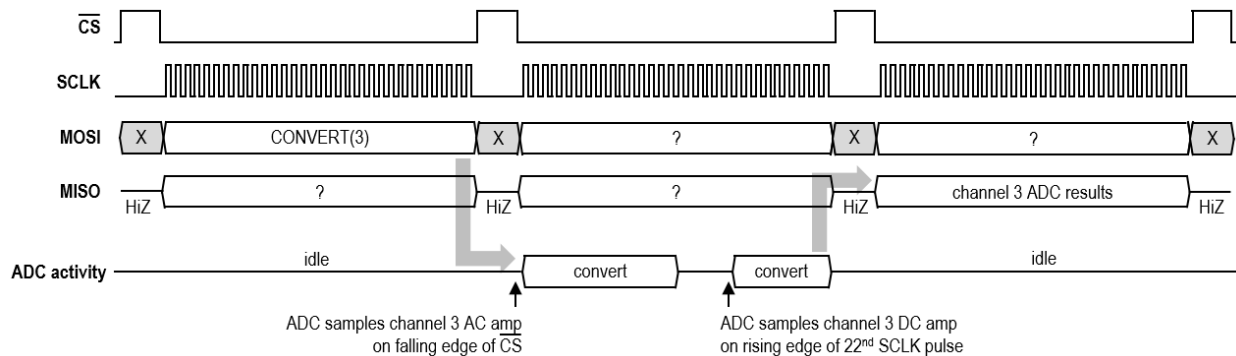 CS
SCLK
MOSI X CONVERT(3) X ? X ? X
MISO HiZ ? HiZ ? HiZ channel 3 ADC results HiZ
ADC activity idle convert convert idle
ADC samples channel 3 AC amp
on falling edge of CS
ADC samples channel 3 DC amp
on rising edge of 22nd SCLK pulse